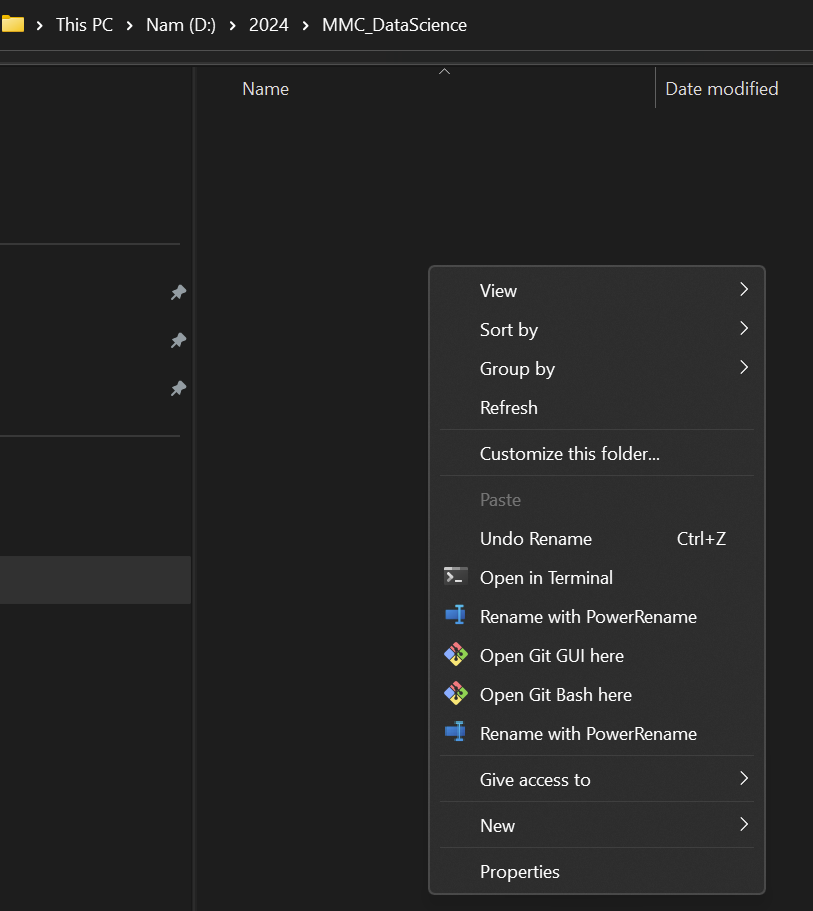 This PC > Nam (D:) > 2024 > MMC_DataScience
Name Date modified
View
Sort by
Group by
Refresh
Customize this folder...
Paste
Undo Rename Ctrl+Z
Open in Terminal
Rename with PowerRename
Open Git GUI here
Open Git Bash here
Rename with PowerRename
Give access to
New
Properties